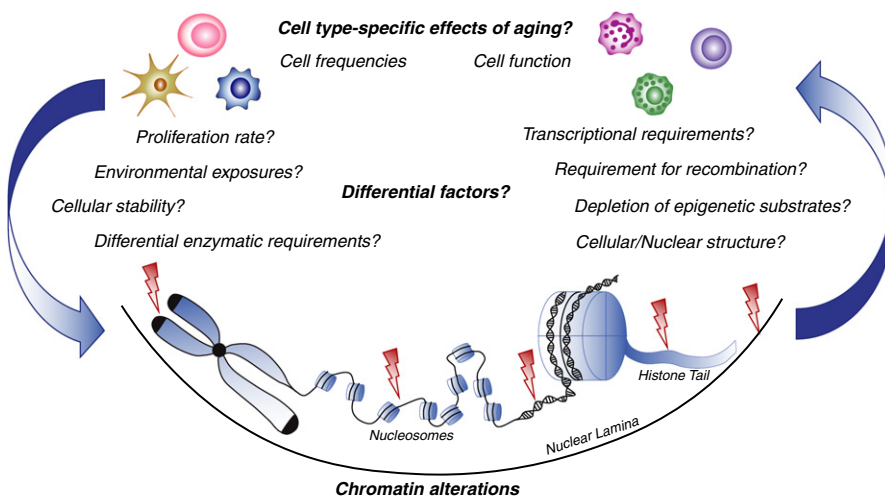 Cell type-specific effects of aging?
Cell frequencies
Cell function
Proliferation rate?
Transcriptional requirements?
Environmental exposures?
Requirement for recombination?
Differential factors?
Cellular stability?
Depletion of epigenetic substrates?
Differential enzymatic requirements?
Cellular/Nuclear structure?
Histone Tail
Nucleosomes
Nuclear Lamina
Chromatin alterations